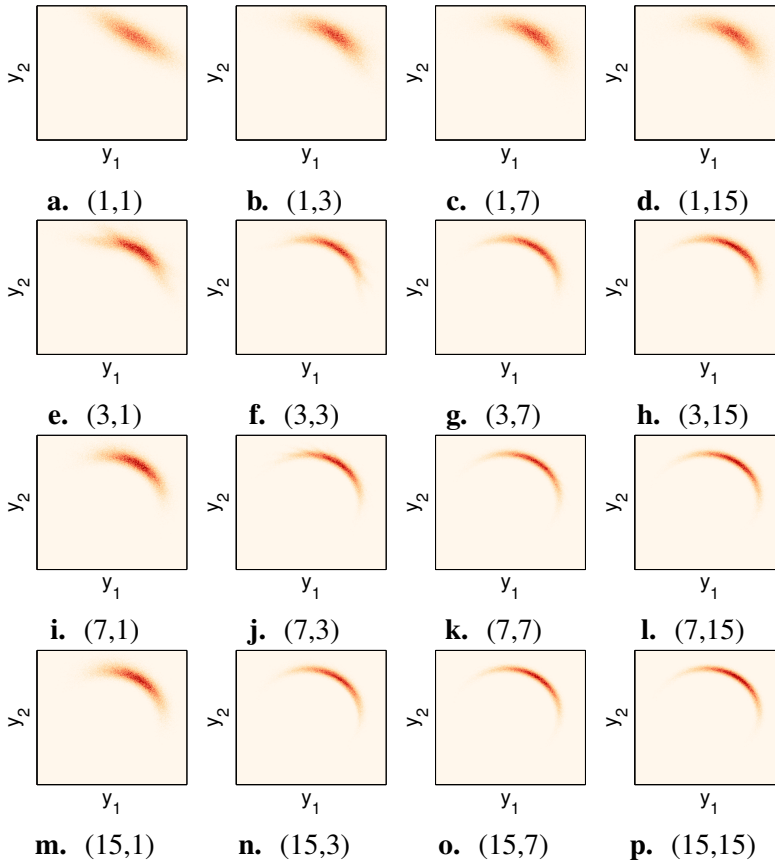 y2 y2 y2 y2
y1 y1 y1 y1
a. (1,1) b. (1,3) c. (1,7) d. (1,15)
y2 y2 y2 y2
y1 y1 y1 y1
e. (3,1) f. (3,3) g. (3,7) h. (3,15)
y2 y2 y2 y2
y1 y1 y1 y1
i. (7,1) j. (7,3) k. (7,7) l. (7,15)
y2 y2 y2 y2
y1 y1 y1 y1
m. (15,1) n. (15,3) o. (15,7) p. (15,15)